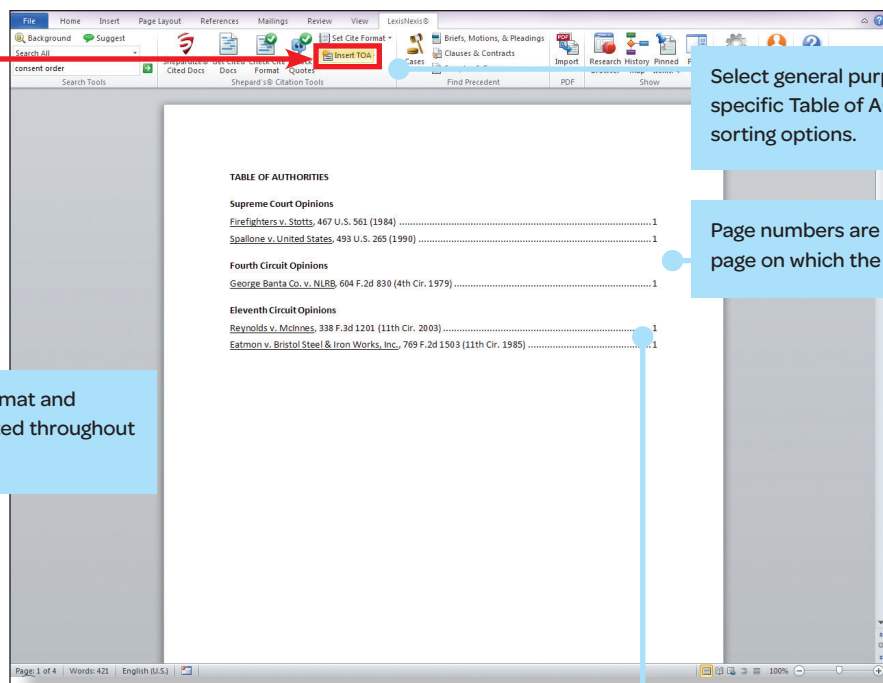 File Home Insert Page Layout References Mailings Review View LexisNexis®
Background Suggest
Set Cite Format
Briefs, Motions, & Pleadings
Search All
Insert TOA
Clauses & Contracts
consent order
Cited Docs Docs Format Quotes
Cases
Import
Research History Pinned
Search Tools
Shepard's® Citation Tools
Find Precedent
PDF
Show
Select general purp
specific Table of A
sorting options.
Page numbers are
page on which the
mat and
ed throughout
TABLE OF AUTHORITIES
Supreme Court Opinions
Firefighters v. Stotts, 467 U.S. 561 (1984) ........ 1
Spallone v. United States, 493 U.S. 265 (1990) ........ 1
Fourth Circuit Opinions
George Banta Co. v. NLRB, 604 F.2d 830 (4th Cir. 1979) ........ 1
Eleventh Circuit Opinions
Reynolds v. McInnes, 338 F.3d 1201 (11th Cir. 2003) ........ 1
Eatmon v. Bristol Steel & Iron Works, Inc., 769 F.2d 1503 (11th Cir. 1985) ........ 1
Page: 1 of 4 Words: 421 English (U.S.) 100%